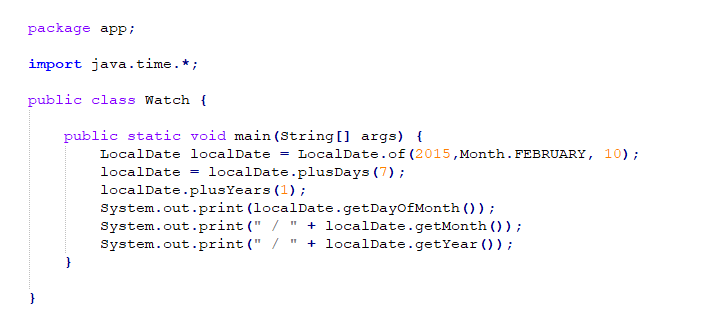 package app;
import java.time.*;
public class Watch {
public static void main(String[] args) {
LocalDate localDate = LocalDate.of(2015,Month.FEBRUARY, 10);
localDate = localDate.plusDays(7);
localDate.plusYears(1);
System.out.print(localDate.getDayOfMonth());
System.out.print(" / " + localDate.getMonth());
System.out.print(" / " + localDate.getYear());
}
}